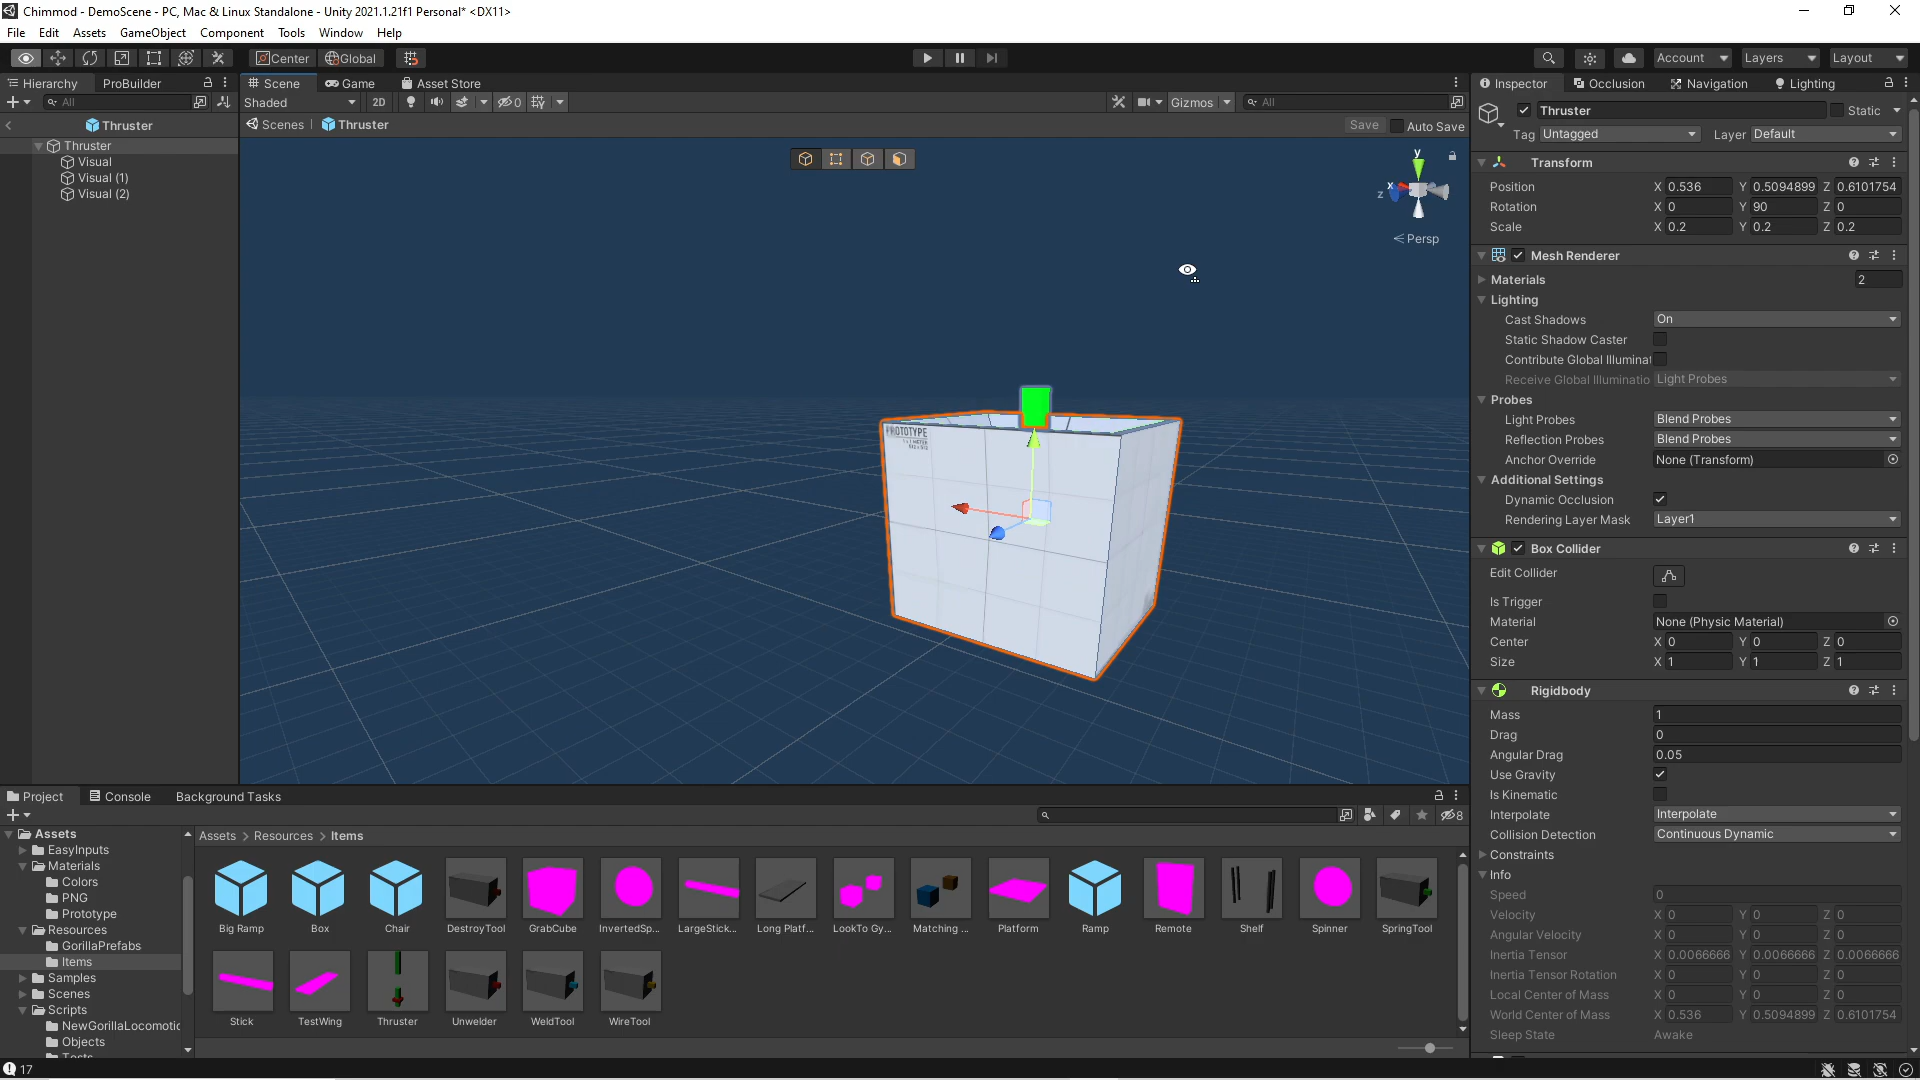 Chimmod - DemoScene - PC, Mac & Linux Standalone - Unity 2021.1.21f1 Personal* <DX11>
File Edit Assets GameObject Component Tools Window Help
Center Global Account Layers Layout
Hierarchy ProBuilder
All
Thruster
Thruster
Visual
Visual (1)
Visual (2)
Scene Game Asset Store
Shaded 2D 0 Gizmos All
Scenes Thruster Save Auto Save
y
x
z
Persp
PROTOTYPE
Inspector Occlusion Navigation Lighting
Thruster Static
Tag Untagged Layer Default
Transform
Position X 0.536 Y 0.5094899 Z 0.6101754
Rotation X 0 Y 90 Z 0
Scale X 0.2 Y 0.2 Z 0.2
Mesh Renderer
Materials 2
Lighting
Cast Shadows On
Static Shadow Caster
Contribute Global Illuminat
Receive Global Illuminatio Light Probes
Probes
Light Probes Blend Probes
Reflection Probes Blend Probes
Anchor Override None (Transform)
Additional Settings
Dynamic Occlusion
Rendering Layer Mask Layer1
Box Collider
Edit Collider
Is Trigger
Material None (Physic Material)
Center X 0 Y 0 Z 0
Size X 1 Y 1 Z 1
Rigidbody
Mass 1
Drag 0
Angular Drag 0.05
Use Gravity
Is Kinematic
Interpolate Interpolate
Collision Detection Continuous Dynamic
Constraints
Info
Speed 0
Velocity X 0 Y 0 Z 0
Angular Velocity X 0 Y 0 Z 0
Inertia Tensor X 0.0066666 Y 0.0066666 Z 0.0066666
Inertia Tensor Rotation X 0 Y 0 Z 0
Local Center of Mass X 0 Y 0 Z 0
World Center of Mass X 0.536 Y 0.5094899 Z 0.6101754
Sleep State Awake
Project Console Background Tasks
8
Assets
EasyInputs
Materials
Colors
PNG
Prototype
Resources
GorillaPrefabs
Items
Samples
Scenes
Scripts
NewGorillaLocomotic
Objects
Tests
Assets > Resources > Items
Big Ramp Box Chair DestroyTool GrabCube InvertedSp... LargeStick... Long Platf... LookTo Gy... Matching ... Platform Ramp Remote Shelf Spinner SpringTool
Stick TestWing Thruster Unwelder WeldTool WireTool
17